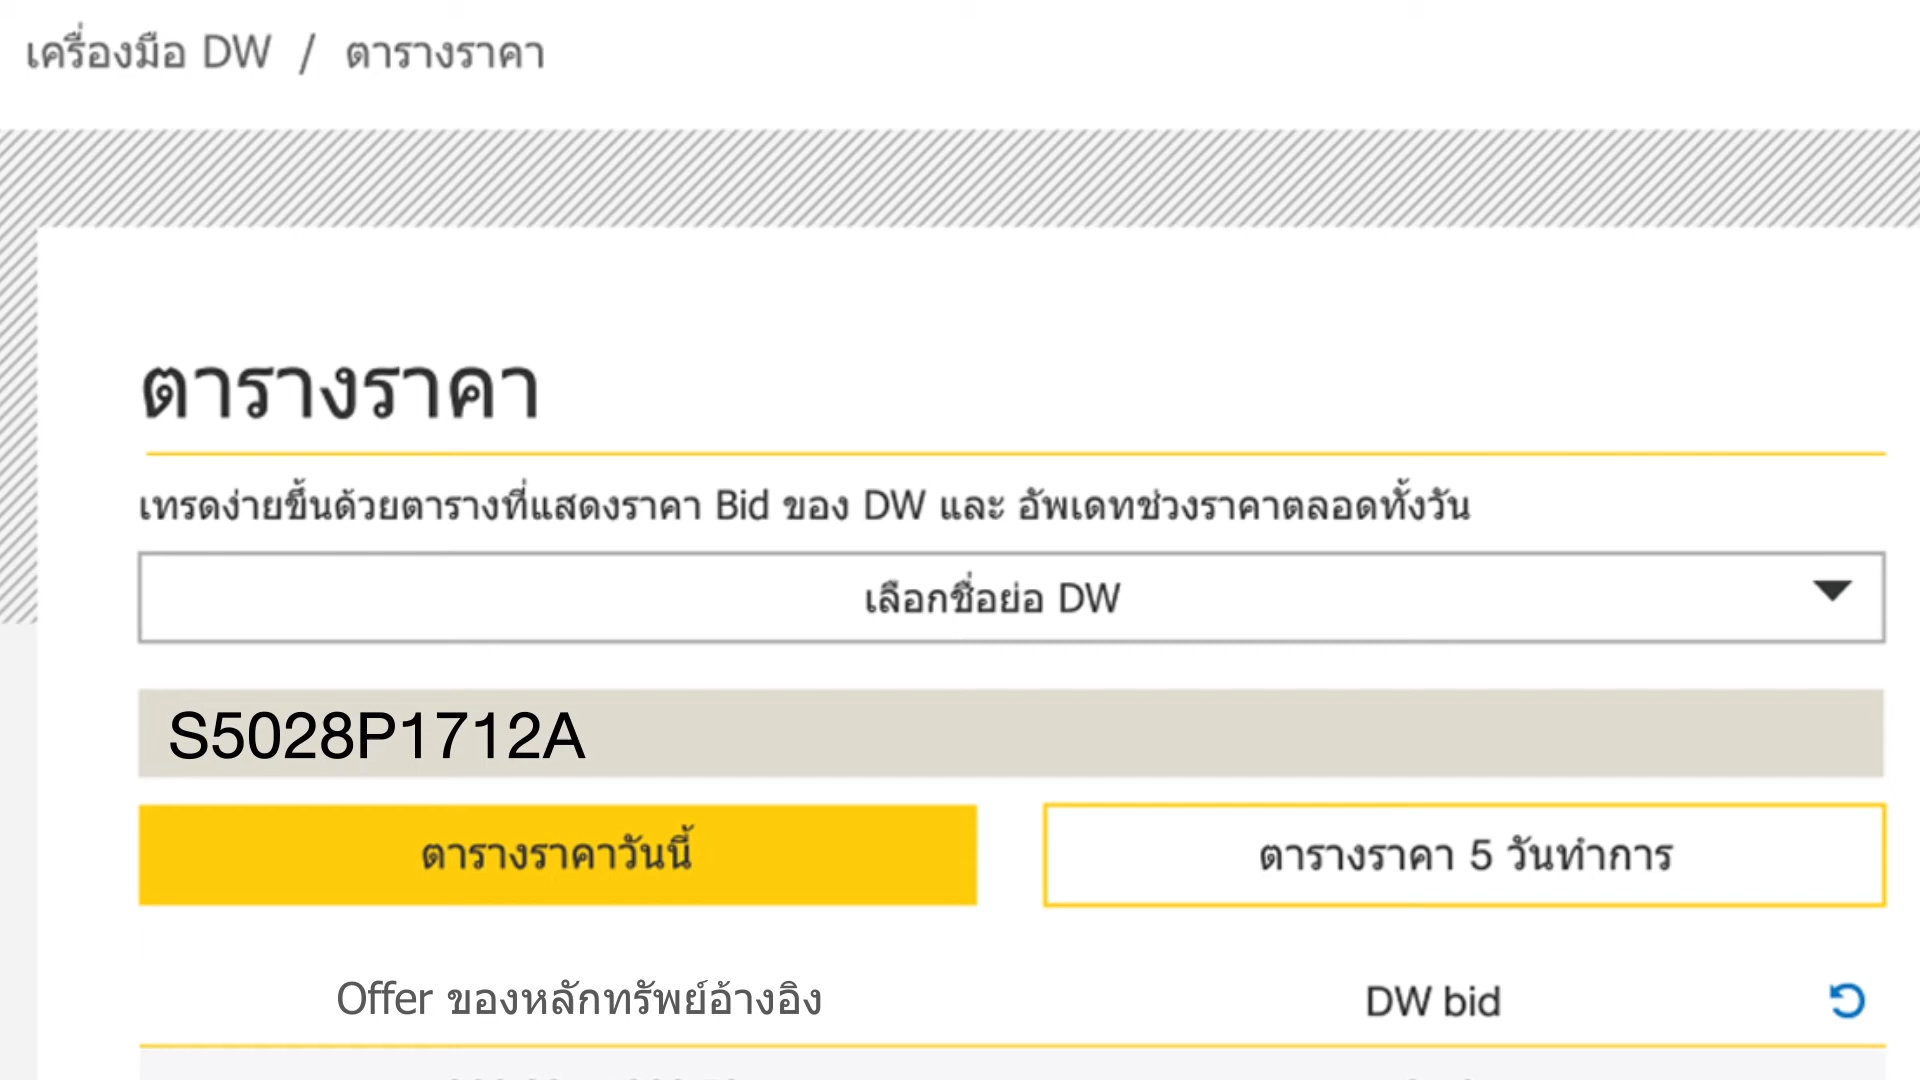 เครื่องมือ DW / ตารางราคา
ตารางราคา
เทรดง่ายขึ้นด้วยตารางที่แสดงราคา Bid ของ DW และ อัพเดทช่วงราคาตลอดทั้งวัน
เลือกชื่อย่อ DW
S5028P1712A
ตารางราคาวันนี้ ตารางราคา 5 วันทำการ
Offer ของหลักทรัพย์อ้างอิง DW bid